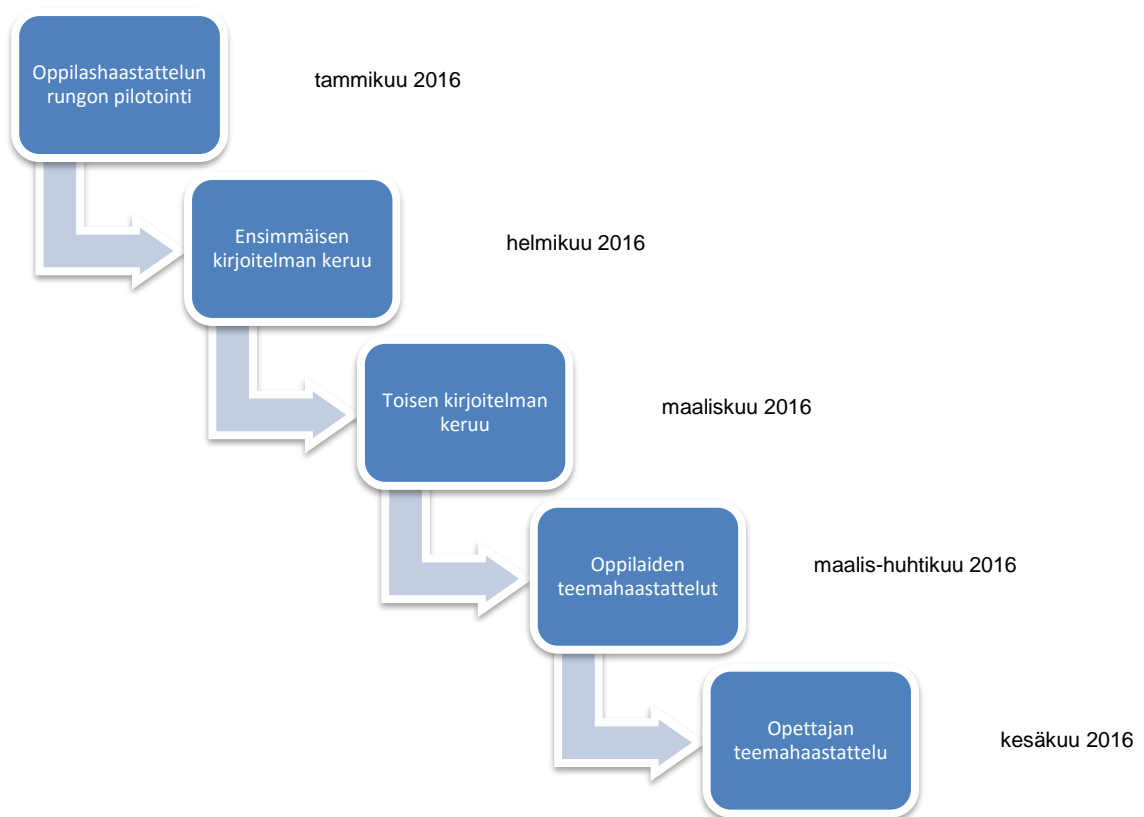 Oppilashaastattelun
rungon pilotointi
tammikuu 2016
Ensimmäisen
kirjoitelman keruu
helmikuu 2016
Toisen kirjoitelman
keruu
maaliskuu 2016
Oppilaiden
teemahaastattelut
maalis-huhtikuu 2016
Opettajan
teemahaastattelu
kesäkuu 2016